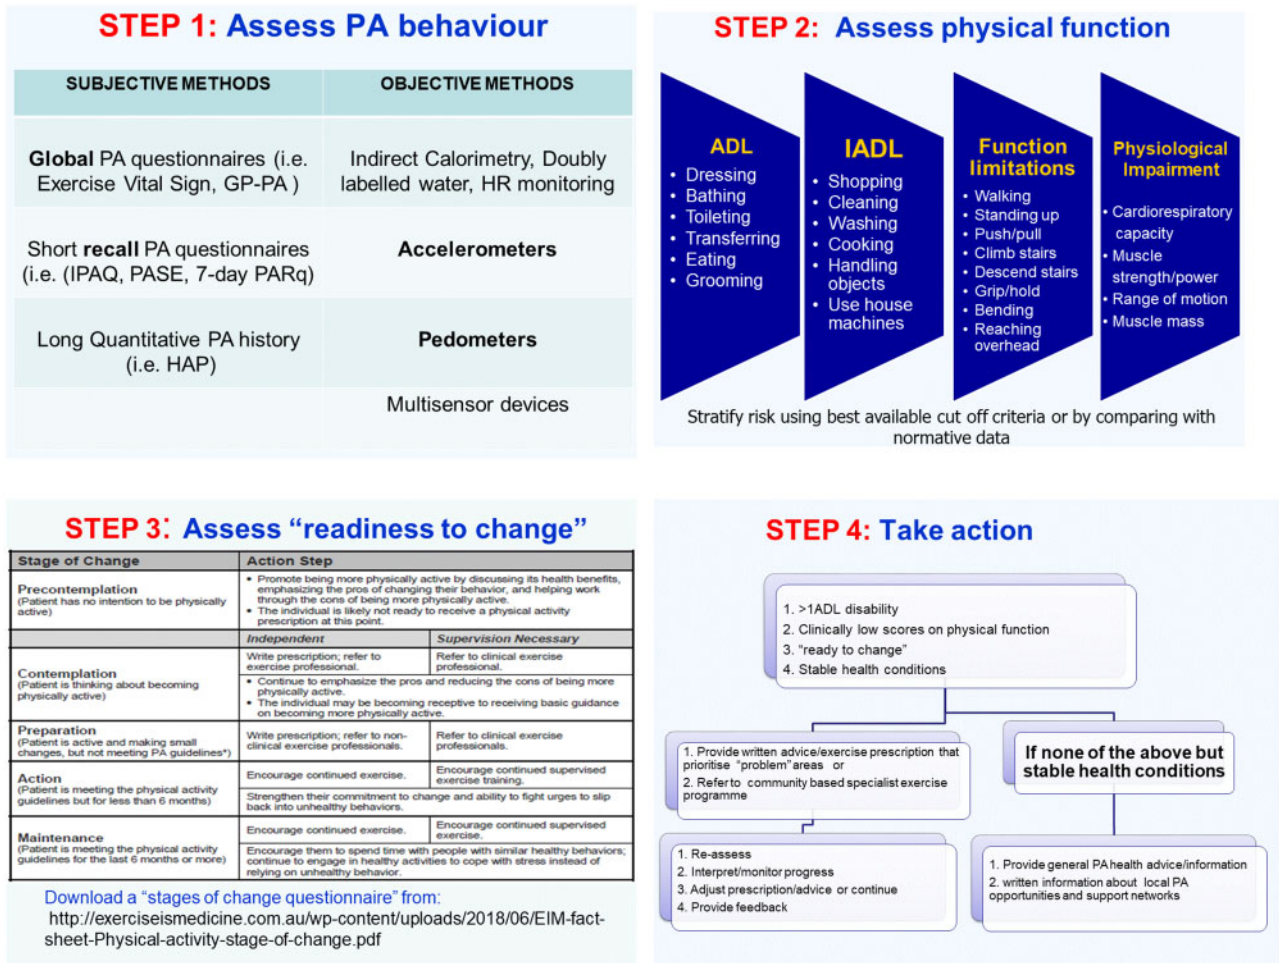 STEP 1: Assess PA behaviour
SUBJECTIVE METHODS
OBJECTIVE METHODS
Global PA questionnaires (i.e.
Exercise Vital Sign, GP-PA )
Indirect Calorimetry, Doubly
labelled water, HR monitoring
Short recall PA questionnaires
(i.e. (IPAQ, PASE, 7-day PARq)
Accelerometers
Long Quantitative PA history
(i.e. HAP)
Pedometers
Multisensor devices
STEP 2: Assess physical function
ADL
• Dressing
• Bathing
• Toileting
• Transferring
• Eating
• Grooming
IADL
• Shopping
• Cleaning
• Washing
• Cooking
• Handling
objects
• Use house
machines
Function
limitations
• Walking
• Standing up
• Push/pull
• Climb stairs
• Descend stairs
• Grip/hold
• Bending
• Reaching
overhead
Physiological
Impairment
• Cardiorespiratory
capacity
• Muscle
strength/power
• Range of motion
• Muscle mass
Stratify risk using best available cut off criteria or by comparing with
normative data
STEP 3: Assess “readiness to change”
Stage of Change
Action Step
Precontemplation
(Patient has no intention to be physically
active)
• Promote being more physically active by discussing its health benefits,
emphasizing the pros of changing their behavior, and helping work
through the cons of being more physically active.
• The individual is likely not ready to receive a physical activity
prescription at this point.
Independent
Supervision Necessary
Contemplation
(Patient is thinking about becoming
physically active)
Write prescription; refer to
exercise professional.
Refer to clinical exercise
professional.
• Continue to emphasize the pros and reducing the cons of being more
physically active.
• The individual may be becoming receptive to receiving basic guidance
on becoming more physically active.
Preparation
(Patient is active and making small
changes, but not meeting PA guidelines*)
Write prescription; refer to non-
clinical exercise professionals.
Refer to clinical exercise
professionals.
Action
(Patient is meeting the physical activity
guidelines but for less than 6 months)
Encourage continued exercise.
Encourage continued supervised
exercise training.
Strengthen their commitment to change and ability to fight urges to slip
back into unhealthy behaviors.
Maintenance
(Patient is meeting the physical activity
guidelines for the last 6 months or more)
Encourage continued exercise.
Encourage continued supervised
exercise.
Encourage them to spend time with people with similar healthy behaviors;
continue to engage in healthy activities to cope with stress instead of
relying on unhealthy behavior.
Download a “stages of change questionnaire” from:
http://exerciseismedicine.com.au/wp-content/uploads/2018/06/EIM-fact-
sheet-Physical-activity-stage-of-change.pdf
STEP 4: Take action
1. >1ADL disability
2. Clinically low scores on physical function
3. “ready to change”
4. Stable health conditions
1. Provide written advice/exercise prescription that
prioritise “problem” areas or
2. Refer to community based specialist exercise
programme
If none of the above but
stable health conditions
1. Re-assess
2. Interpret/monitor progress
3. Adjust prescription/advice or continue
4. Provide feedback
1. Provide general PA health advice/information
2. written information about local PA
opportunities and support networks